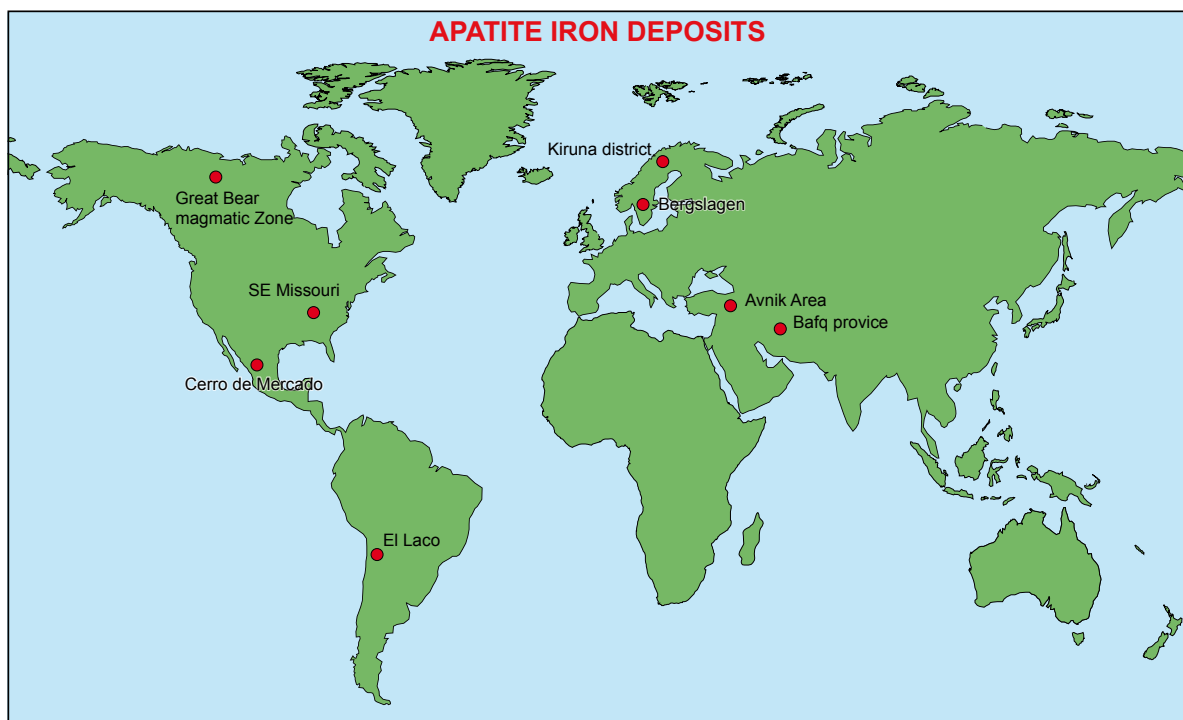 APATITE IRON DEPOSITS
Kiruna district
Great Bear
magmatic Zone
Bergslagen
SE Missouri
Avnik Area
Bafq provice
Cerro de Mercado
El Laco